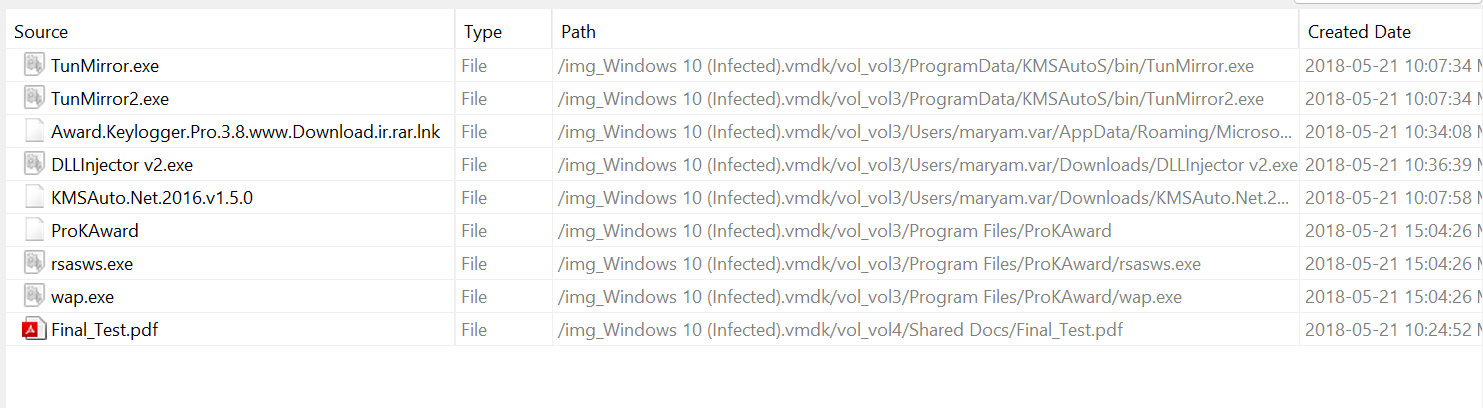 Source Type Path Created Date
TunMirror.exe File /img_Windows 10 (Infected).vmdk/vol_vol3/ProgramData/KMSAutoS/bin/TunMirror.exe 2018-05-21 10:07:34 M
TunMirror2.exe File /img_Windows 10 (Infected).vmdk/vol_vol3/ProgramData/KMSAutoS/bin/TunMirror2.exe 2018-05-21 10:07:34 M
Award.Keylogger.Pro.3.8.www.Download.ir.rar.lnk File /img_Windows 10 (Infected).vmdk/vol_vol3/Users/maryam.var/AppData/Roaming/Microso... 2018-05-21 10:34:08 M
DLLInjector v2.exe File /img_Windows 10 (Infected).vmdk/vol_vol3/Users/maryam.var/Downloads/DLLInjector v2.exe 2018-05-21 10:36:39 M
KMSAuto.Net.2016.v1.5.0 File /img_Windows 10 (Infected).vmdk/vol_vol3/Users/maryam.var/Downloads/KMSAuto.Net.2... 2018-05-21 10:07:58 M
ProKAward File /img_Windows 10 (Infected).vmdk/vol_vol3/Program Files/ProKAward 2018-05-21 15:04:26 M
rsasws.exe File /img_Windows 10 (Infected).vmdk/vol_vol3/Program Files/ProKAward/rsasws.exe 2018-05-21 15:04:26 M
wap.exe File /img_Windows 10 (Infected).vmdk/vol_vol3/Program Files/ProKAward/wap.exe 2018-05-21 15:04:26 M
Final_Test.pdf File /img_Windows 10 (Infected).vmdk/vol_vol4/Shared Docs/Final_Test.pdf 2018-05-21 10:24:52 M